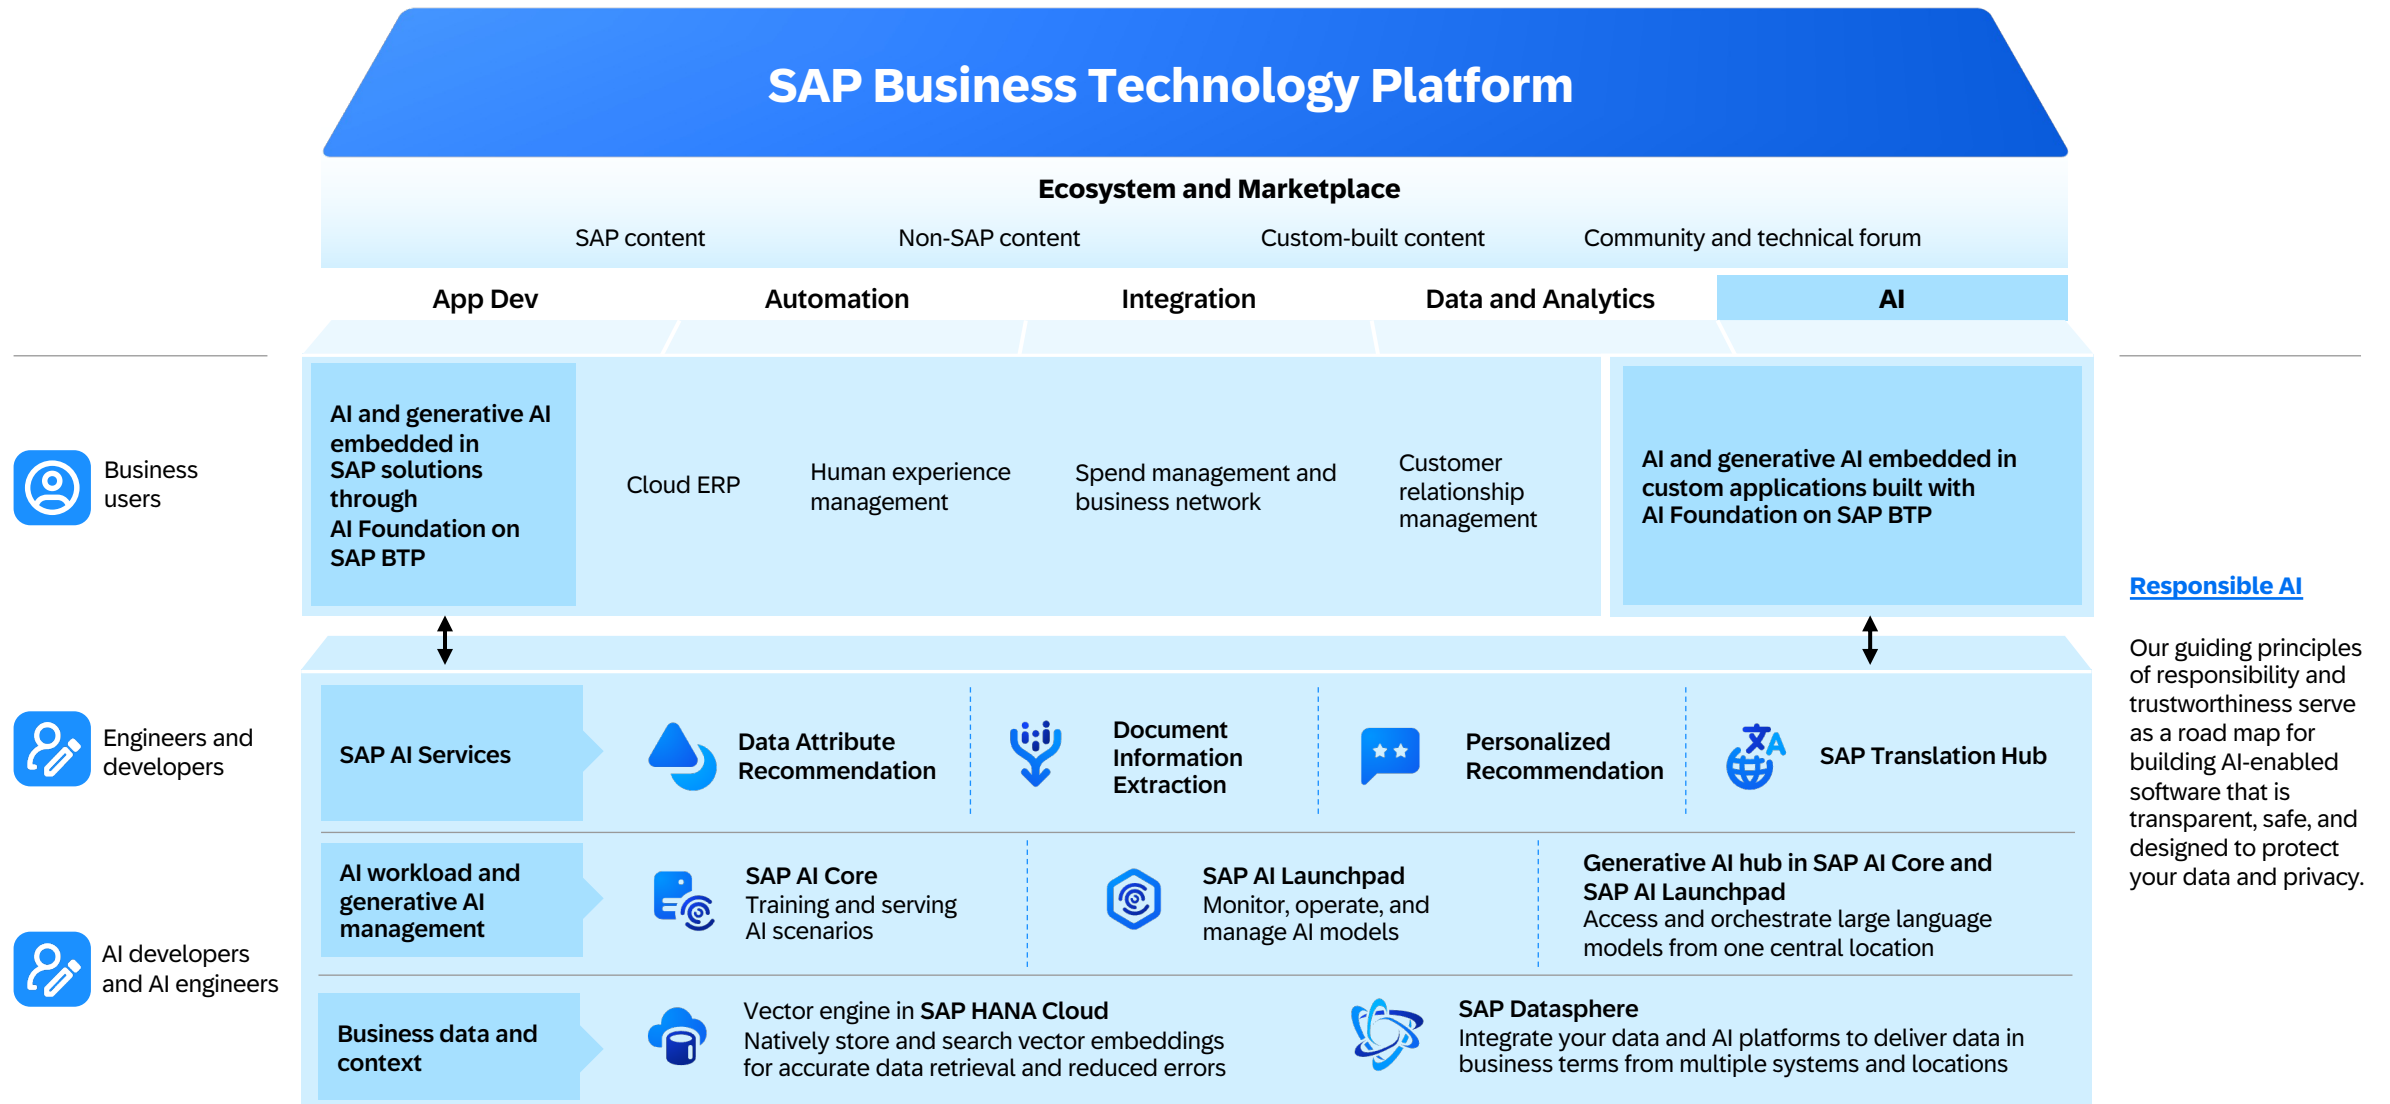 SAP Business Technology Platform
Ecosystem and Marketplace
SAP content
Non-SAP content
Custom-built content
Community and technical forum
App Dev
Automation
Integration
Data and Analytics
AI
Business
users
AI and generative AI
embedded in
SAP solutions
through
AI Foundation on
SAP BTP
Cloud ERP
Human experience
management
Spend management and
business network
Customer
relationship
management
AI and generative AI embedded in
custom applications built with
AI Foundation on SAP BTP
Engineers and
developers
SAP AI Services
Data Attribute
Recommendation
Document
Information
Extraction
Personalized
Recommendation
SAP Translation Hub
AI developers
and AI engineers
AI workload and
generative AI
management
SAP AI Core
Training and serving
AI scenarios
SAP AI Launchpad
Monitor, operate, and
manage AI models
Generative AI hub in SAP AI Core and
SAP AI Launchpad
Access and orchestrate large language
models from one central location
Business data and
context
Vector engine in SAP HANA Cloud
Natively store and search vector embeddings
for accurate data retrieval and reduced errors
SAP Datasphere
Integrate your data and AI platforms to deliver data in
business terms from multiple systems and locations
Responsible AI
Our guiding principles
of responsibility and
trustworthiness serve
as a road map for
building AI-enabled
software that is
transparent, safe, and
designed to protect
your data and privacy.